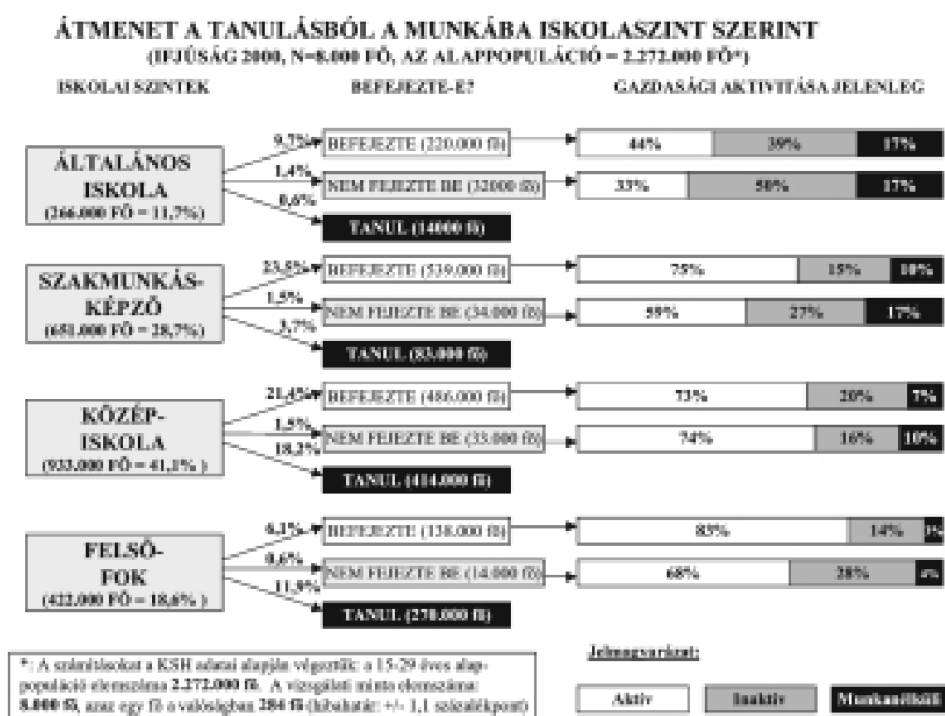 ÁTMENET A TANULÁSBÓL A MUNKÁBA ISKOLASZINT SZERINT
(IFJÚSÁG 2000, N=8.000 FŐ, AZ ALAPPOPULÁCIÓ = 2.272.000 FŐ*)
ISKOLAI SZINTEK BEFEJEZTE-E? GAZDASÁGI AKTIVITÁSA JELENLEG
ÁLTALÁNOS
ISKOLA
(266.000 FŐ = 11,7%)
9,7% BEFEJEZTE (220.000 fő) 44% 39% 17%
1,4% NEM FEJEZTE BE (32000 fő) 33% 50% 17%
0,6% TANUL (14000 fő)
SZAKMUNKÁS-
KÉPZŐ
(651.000 FŐ = 28,7%)
23,5% BEFEJEZTE (539.000 fő) 75% 15% 10%
1,5% NEM FEJEZTE BE (34.000 fő) 59% 27% 17%
3,7% TANUL (83.000 fő)
KÖZÉP-
ISKOLA
(933.000 FŐ = 41,1% )
21,4% BEFEJEZTE (486.000 fő) 73% 20% 7%
1,5% NEM FEJEZTE BE (33.000 fő) 74% 16% 10%
18,2% TANUL (414.000 fő)
FELSŐ-
FOK
(422.000 FŐ = 18,6% )
6,1% BEFEJEZTE (138.000 fő) 83% 14% 3%
0,6% NEM FEJEZTE BE (14.000 fő) 68% 28% 4%
11,9% TANUL (270.000 fő)
*: A számításokat a KSH adatai alapján végeztük: a 15-29 éves alap-
populáció elemszáma 2.272.000 fő. A vizsgálati minta elemszáma:
8.000 fő, azaz egy fő a valóságban 284 fő (hibahatár: +/- 1,1 százalékpont)
Jelmagyarázat:
Aktív Inaktív Munkanélküli